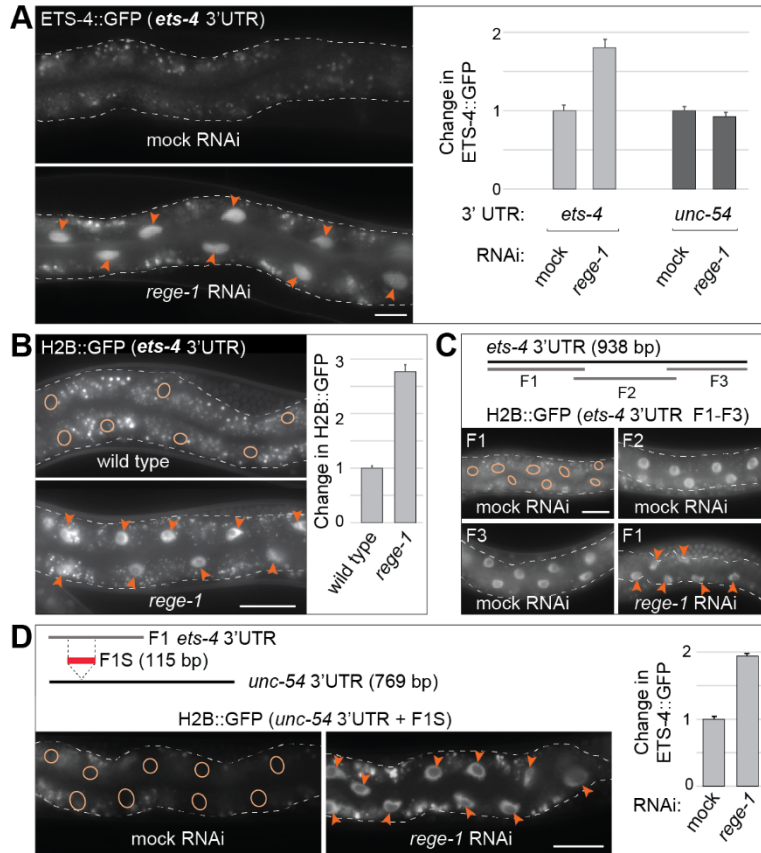 A
ETS-4::GFP (ets-4 3'UTR)
mock RNAi
rege-1 RNAi
Change in
ETS-4::GFP
2
1
0
3' UTR:
ets-4
unc-54
RNAi:
mock
rege-1
mock
rege-1
B
H2B::GFP (ets-4 3'UTR)
wild type
rege-1
Change in H2B::GFP
3
2
1
0
wild type
rege-1
C
ets-4 3'UTR (938 bp)
F1
F2
F3
H2B::GFP (ets-4 3'UTR F1-F3)
F1
mock RNAi
F2
mock RNAi
F3
mock RNAi
F1
rege-1 RNAi
D
F1 ets-4 3'UTR
F1S (115 bp)
unc-54 3'UTR (769 bp)
H2B::GFP (unc-54 3'UTR + F1S)
mock RNAi
rege-1 RNAi
Change in
ETS-4::GFP
2
1
0
RNAi:
mock
rege-1